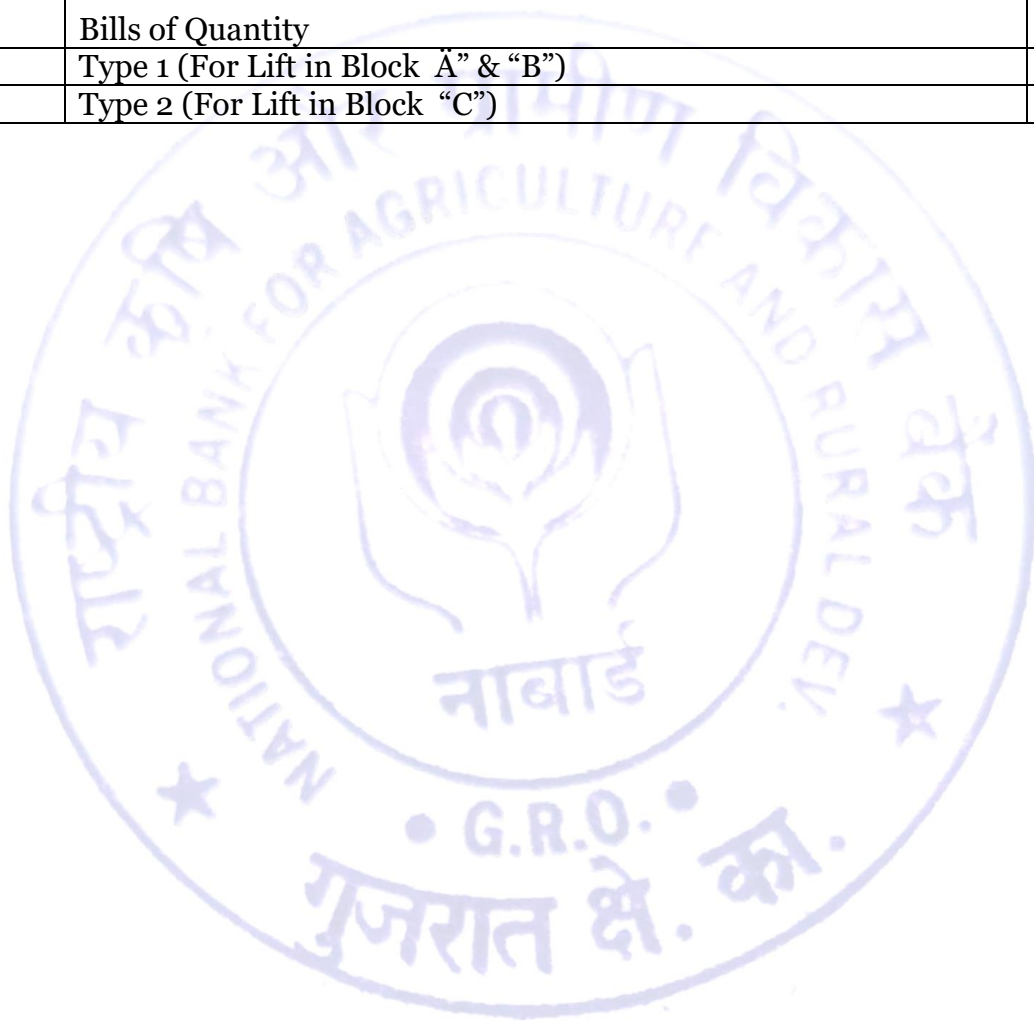 Bills of Quantity
Type 1 (For Lift in Block Ä” & “B”)
Type 2 (For Lift in Block “C”)
राष्ट्रीय कृषि और ग्रामीण विकास बैंक
NATIONAL BANK FOR AGRICULTURE AND RURAL DEV.
नाबार्ड
• G.R.O. •
गुजरात क्षे. का.